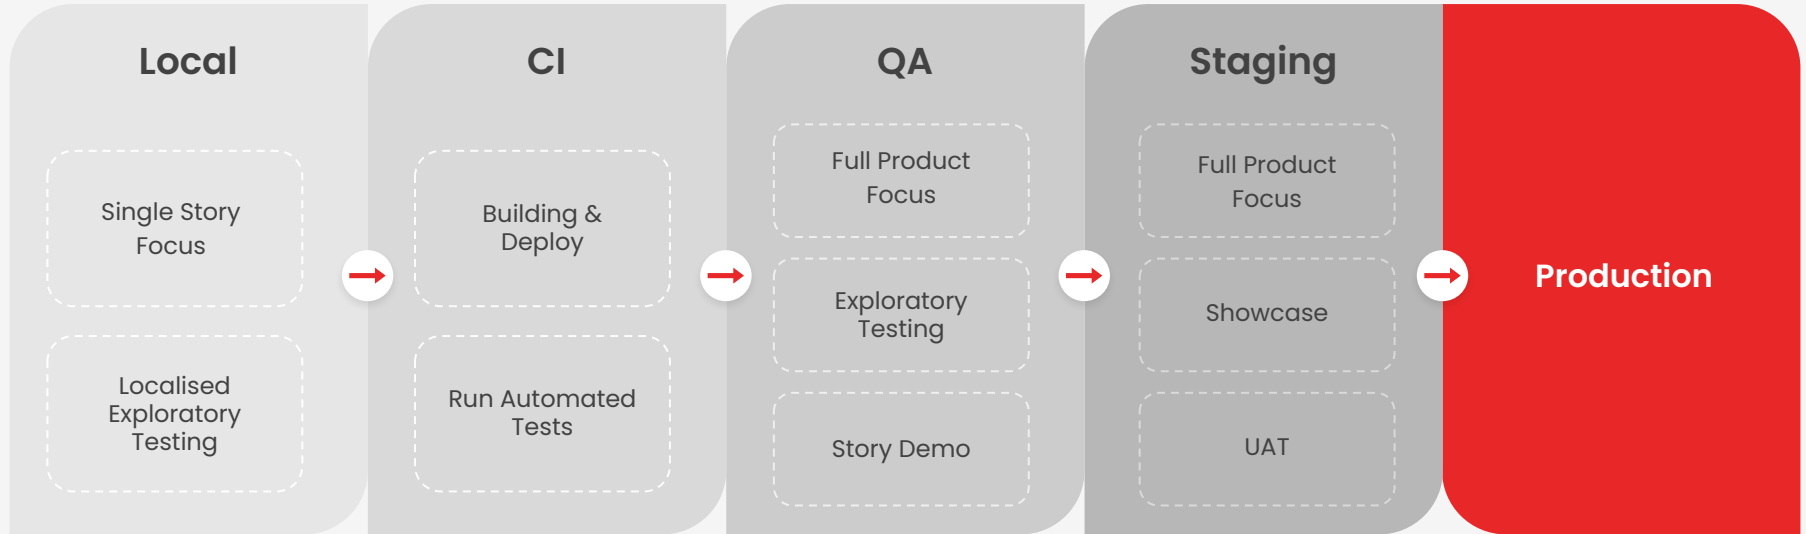 Local
Single Story
Focus
Localised
Exploratory
Testing
CI
Building &
Deploy
Run Automated
Tests
QA
Full Product
Focus
Exploratory
Testing
Story Demo
Staging
Full Product
Focus
Showcase
UAT
Production